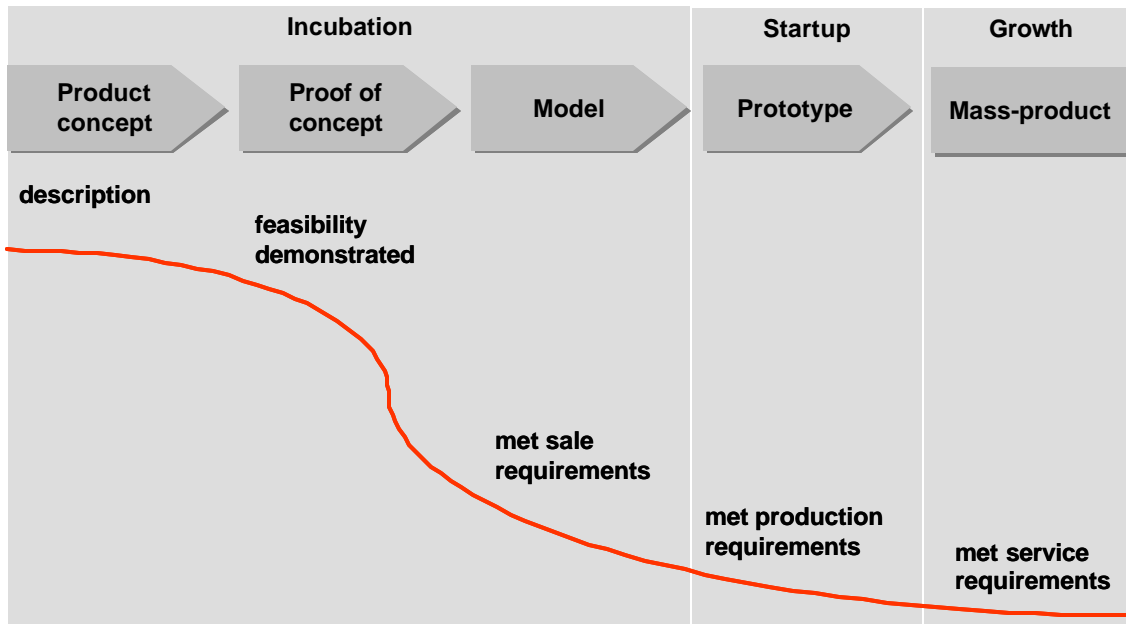 Incubation
Startup
Growth
Product
concept
Proof of
concept
Model
Prototype
Mass-product
description
feasibility
demonstrated
met sale
requirements
met production
requirements
met service
requirements